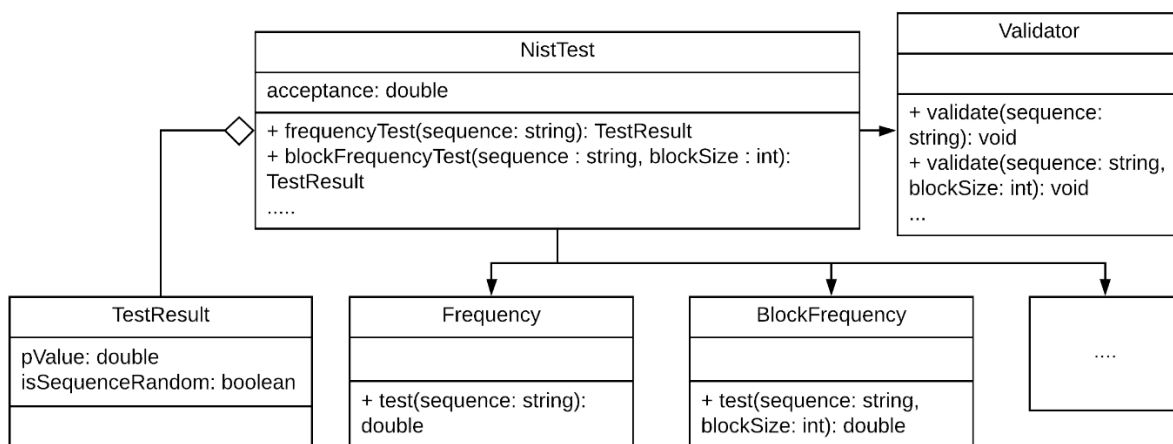 NistTest
acceptance: double
+ frequencyTest(sequence: string): TestResult
+ blockFrequencyTest(sequence : string, blockSize : int):
TestResult
.....
Validator
+ validate(sequence:
string): void
+ validate(sequence: string,
blockSize: int): void
...
TestResult
pValue: double
isSequenceRandom: boolean
Frequency
+ test(sequence: string):
double
BlockFrequency
+ test(sequence: string,
blockSize: int): double
....